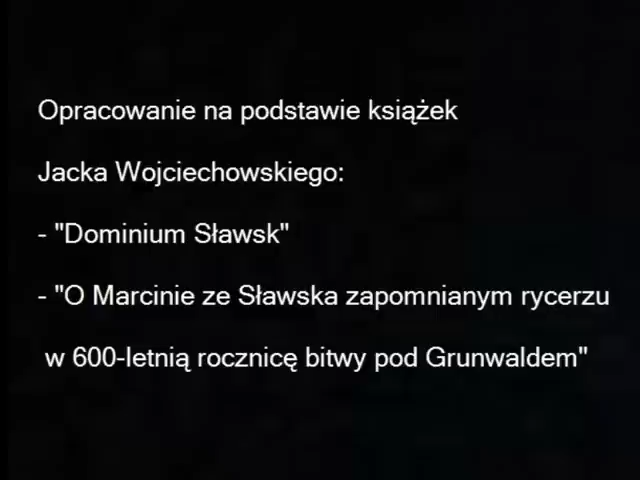 Opracowanie na podstawie książek
Jacka Wojciechowskiego:
- "Dominium Sławsk"
- "O Marcinie ze Sławska zapomnianym rycerzu
w 600-letnią rocznicę bitwy pod Grunwaldem"